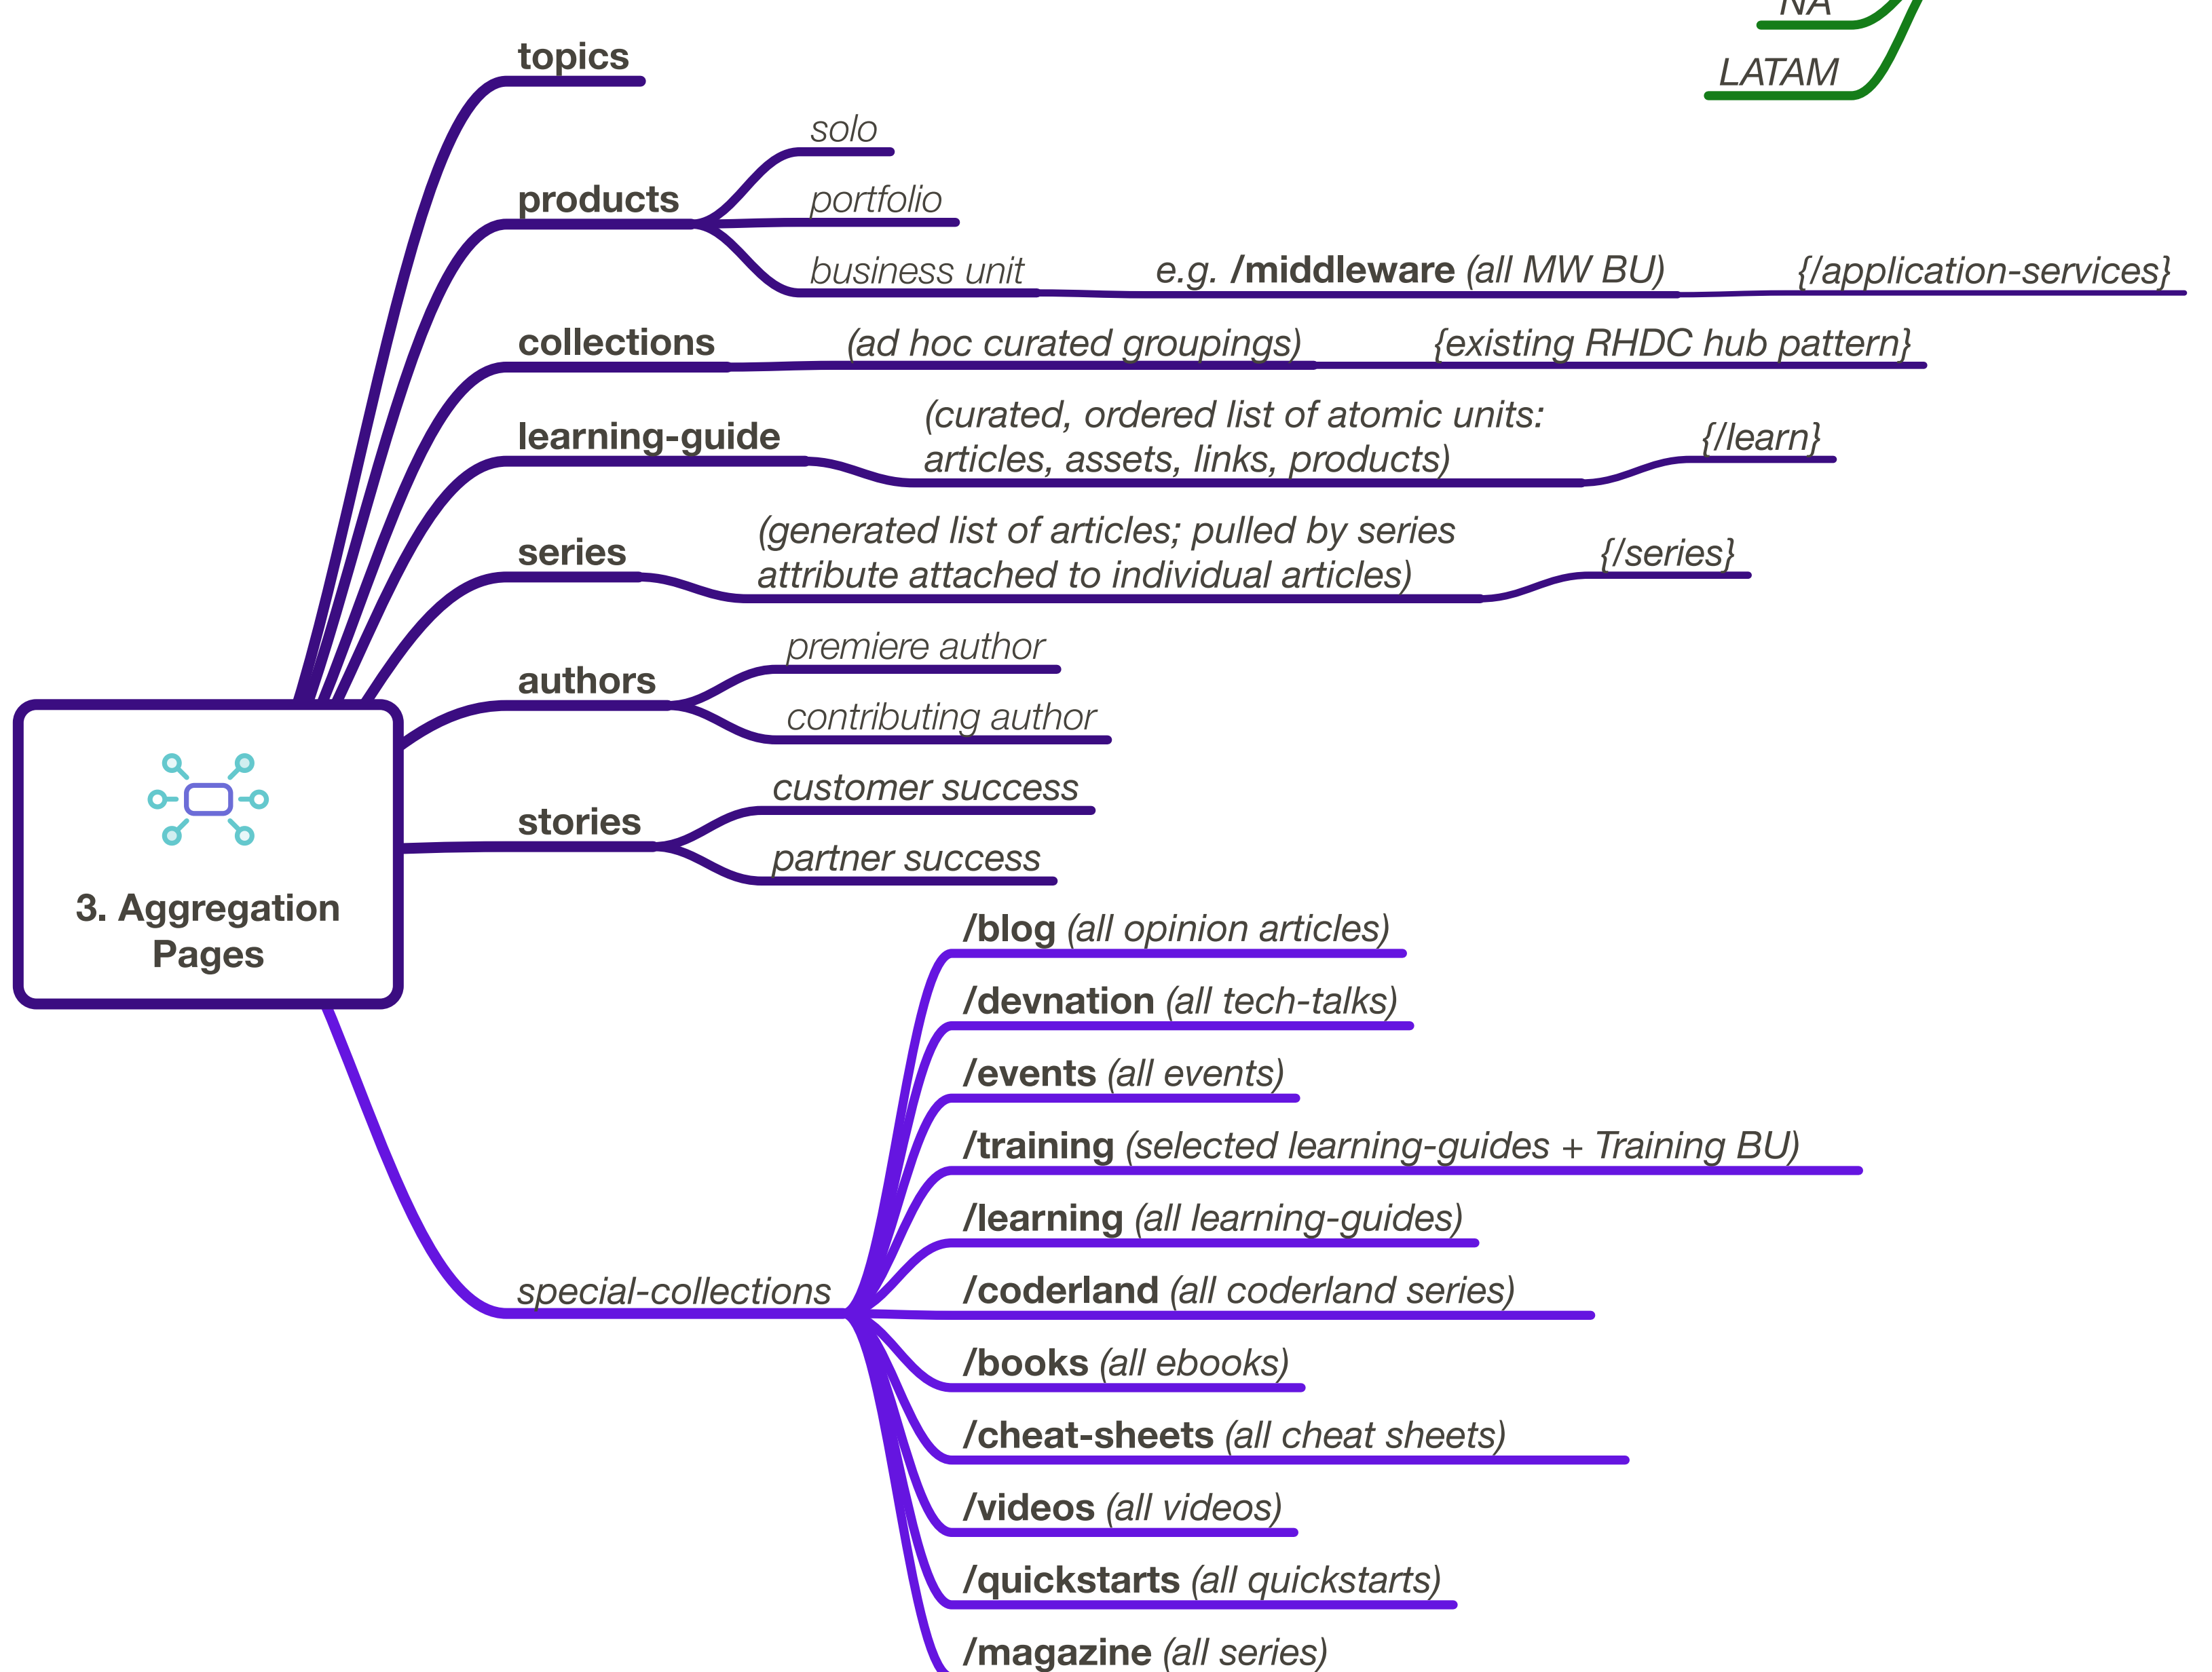 NA
LATAM
topics
solo
products
portfolio
business unit
e.g. /middleware (all MW BU)
{/application-services}
collections
(ad hoc curated groupings)
{existing RHDC hub pattern}
learning-guide
(curated, ordered list of atomic units:
articles, assets, links, products)
{/learn}
series
(generated list of articles; pulled by series
attribute attached to individual articles)
{/series}
authors
premiere author
contributing author
stories
customer success
partner success
3. Aggregation
Pages
special-collections
/blog (all opinion articles)
/devnation (all tech-talks)
/events (all events)
/training (selected learning-guides + Training BU)
/learning (all learning-guides)
/coderland (all coderland series)
/books (all ebooks)
/cheat-sheets (all cheat sheets)
/videos (all videos)
/quickstarts (all quickstarts)
/magazine (all series)